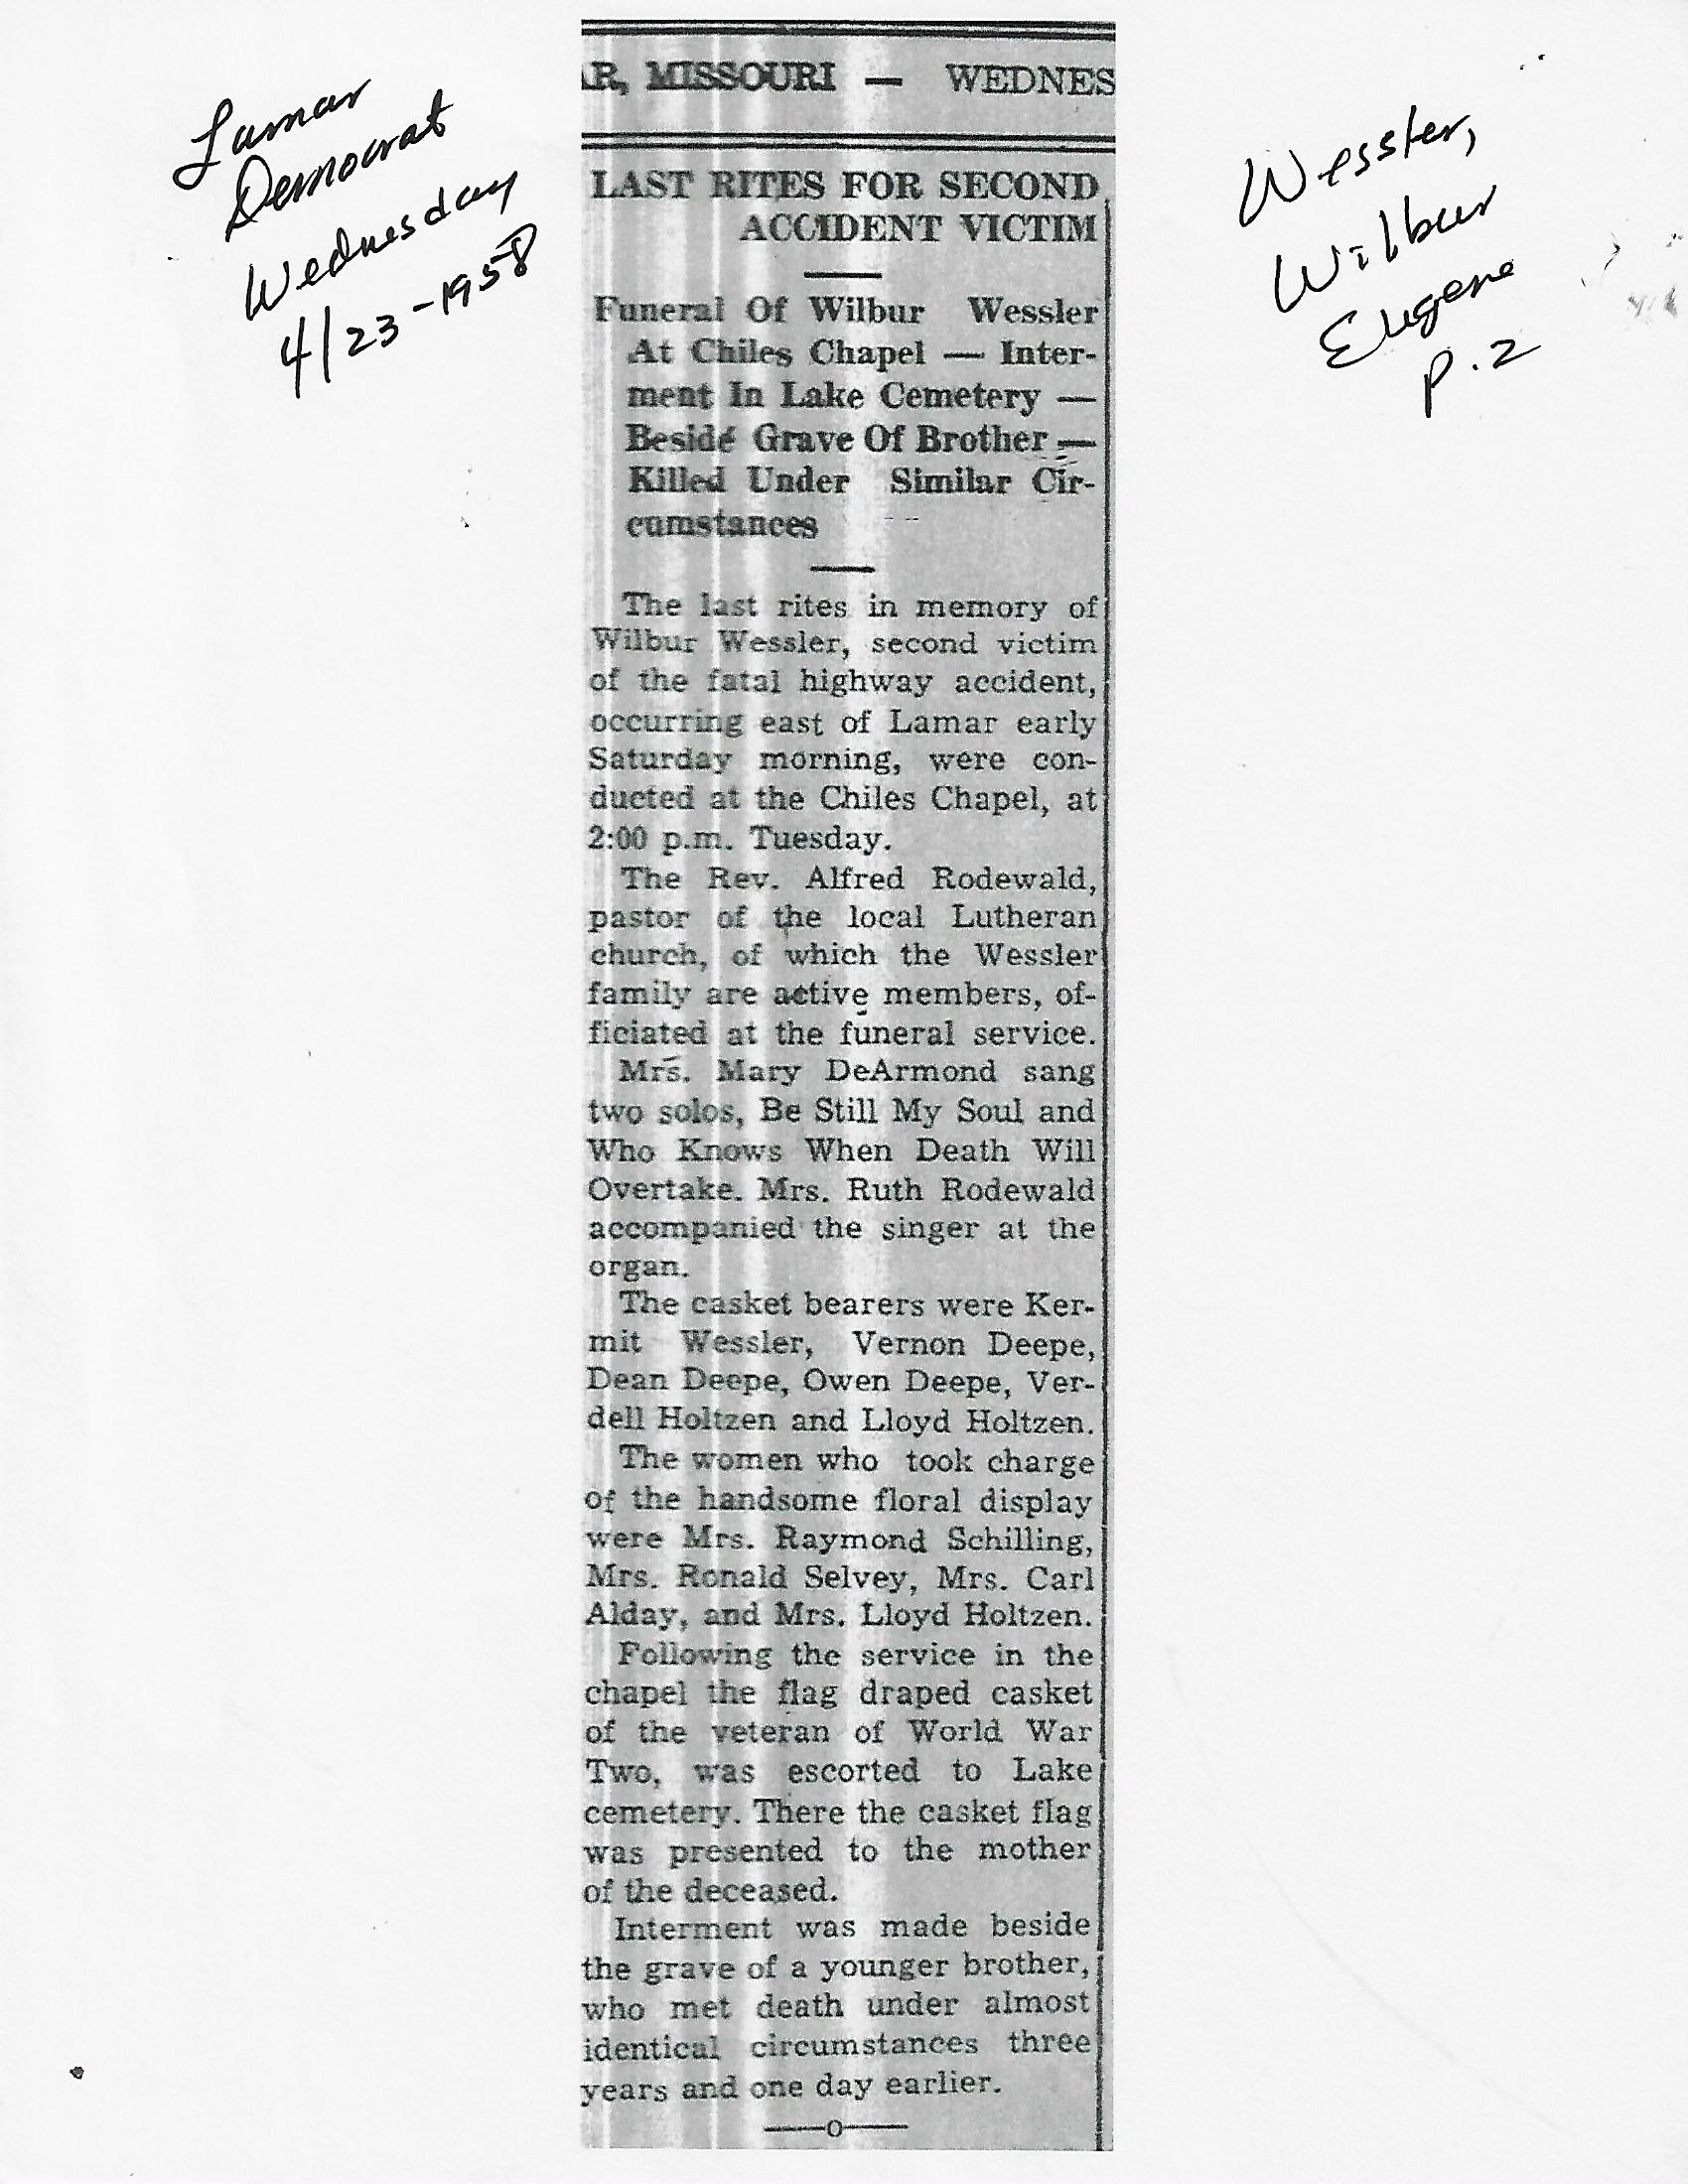 Lamar
Democrat
Wednesday
4/23-1958
Wessler,
Wilbur
Eugene
P.2
AR, MISSOURI — WEDNES
LAST RITES FOR SECOND
ACCIDENT VICTIM
Funeral Of Wilbur Wessler
At Chiles Chapel — Inter-
ment In Lake Cemetery —
Beside Grave Of Brother —
Killed Under Similar Cir-
cumstances
The last rites in memory of
Wilbur Wessler, second victim
of the fatal highway accident,
occurring east of Lamar early
Saturday morning, were con-
ducted at the Chiles Chapel, at
2:00 p.m. Tuesday.
The Rev. Alfred Rodewald,
pastor of the local Lutheran
church, of which the Wessler
family are active members, of-
ficiated at the funeral service.
Mrs. Mary DeArmond sang
two solos, Be Still My Soul and
Who Knows When Death Will
Overtake. Mrs. Ruth Rodewald
accompanied the singer at the
organ.
The casket bearers were Ker-
mit Wessler, Vernon Deepe,
Dean Deepe, Owen Deepe, Ver-
dell Holtzen and Lloyd Holtzen.
The women who took charge
of the handsome floral display
were Mrs. Raymond Schilling,
Mrs. Ronald Selvey, Mrs. Carl
Alday, and Mrs. Lloyd Holtzen.
Following the service in the
chapel the flag draped casket
of the veteran of World War
Two, was escorted to Lake
cemetery. There the casket flag
was presented to the mother
of the deceased.
Interment was made beside
the grave of a younger brother,
who met death under almost
identical circumstances three
years and one day earlier.
——o——